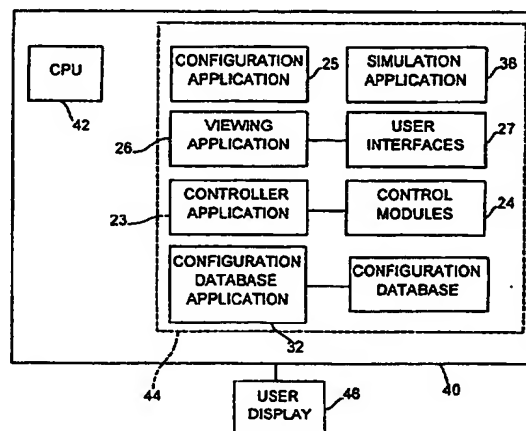 CPU
42
CONFIGURATION
APPLICATION
25
SIMULATION
APPLICATION
38
26
VIEWING
APPLICATION
USER
INTERFACES
27
23
CONTROLLER
APPLICATION
CONTROL
MODULES
24
CONFIGURATION
DATABASE
APPLICATION
CONFIGURATION
DATABASE
32
44
40
USER
DISPLAY
46